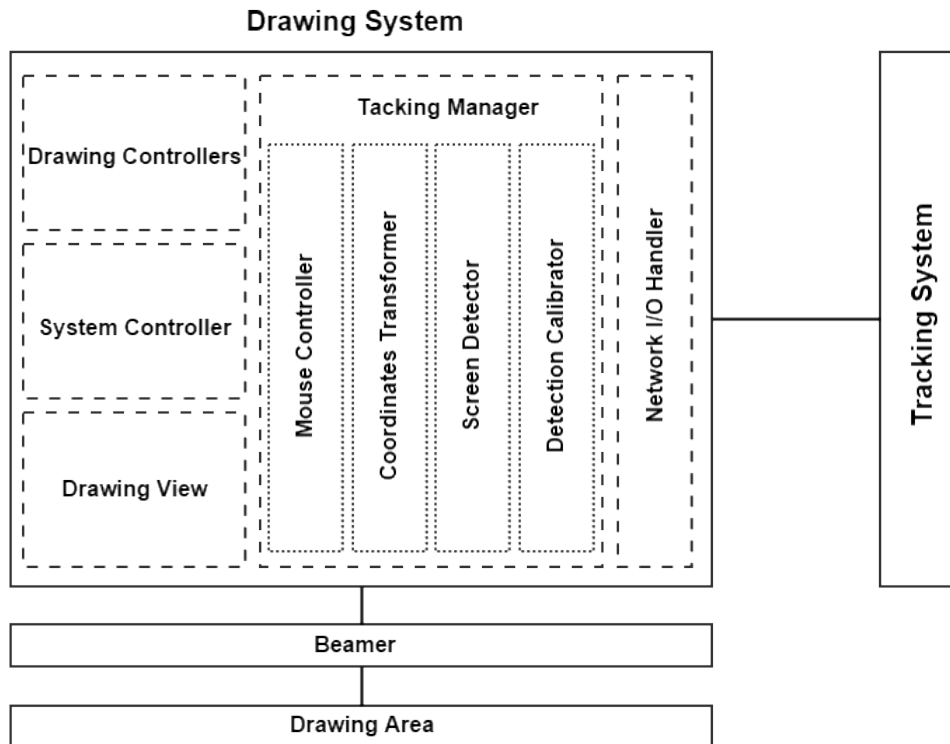 Drawing System
Drawing Controllers
System Controller
Drawing View
Tacking Manager
Mouse Controller
Coordinates Transformer
Screen Detector
Detection Calibrator
Network I/O Handler
Tracking System
Beamer
Drawing Area